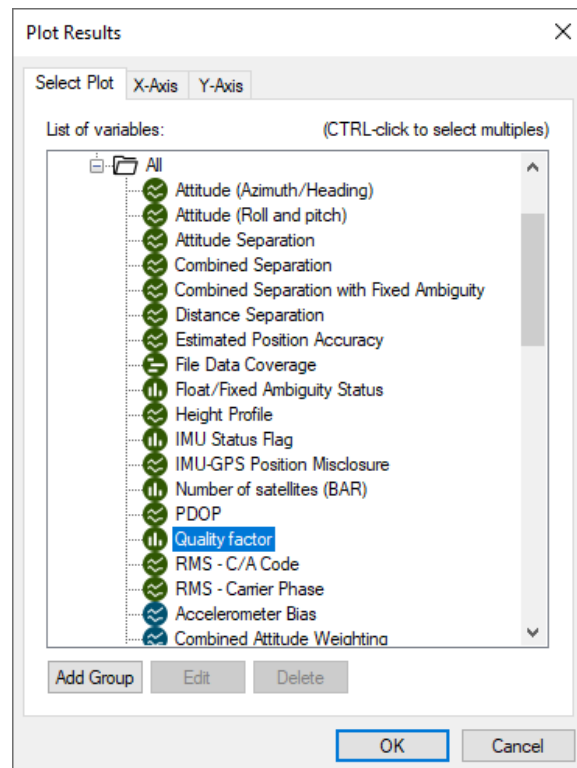 Plot Results
Select Plot X-Axis Y-Axis
List of variables: (CTRL-click to select multiples)
All
Attitude (Azimuth/Heading)
Attitude (Roll and pitch)
Attitude Separation
Combined Separation
Combined Separation with Fixed Ambiguity
Distance Separation
Estimated Position Accuracy
File Data Coverage
Float/Fixed Ambiguity Status
Height Profile
IMU Status Flag
IMU-GPS Position Misclosure
Number of satellites (BAR)
PDOP
Quality factor
RMS - C/A Code
RMS - Carrier Phase
Accelerometer Bias
Combined Attitude Weighting
Add Group Edit Delete
OK Cancel